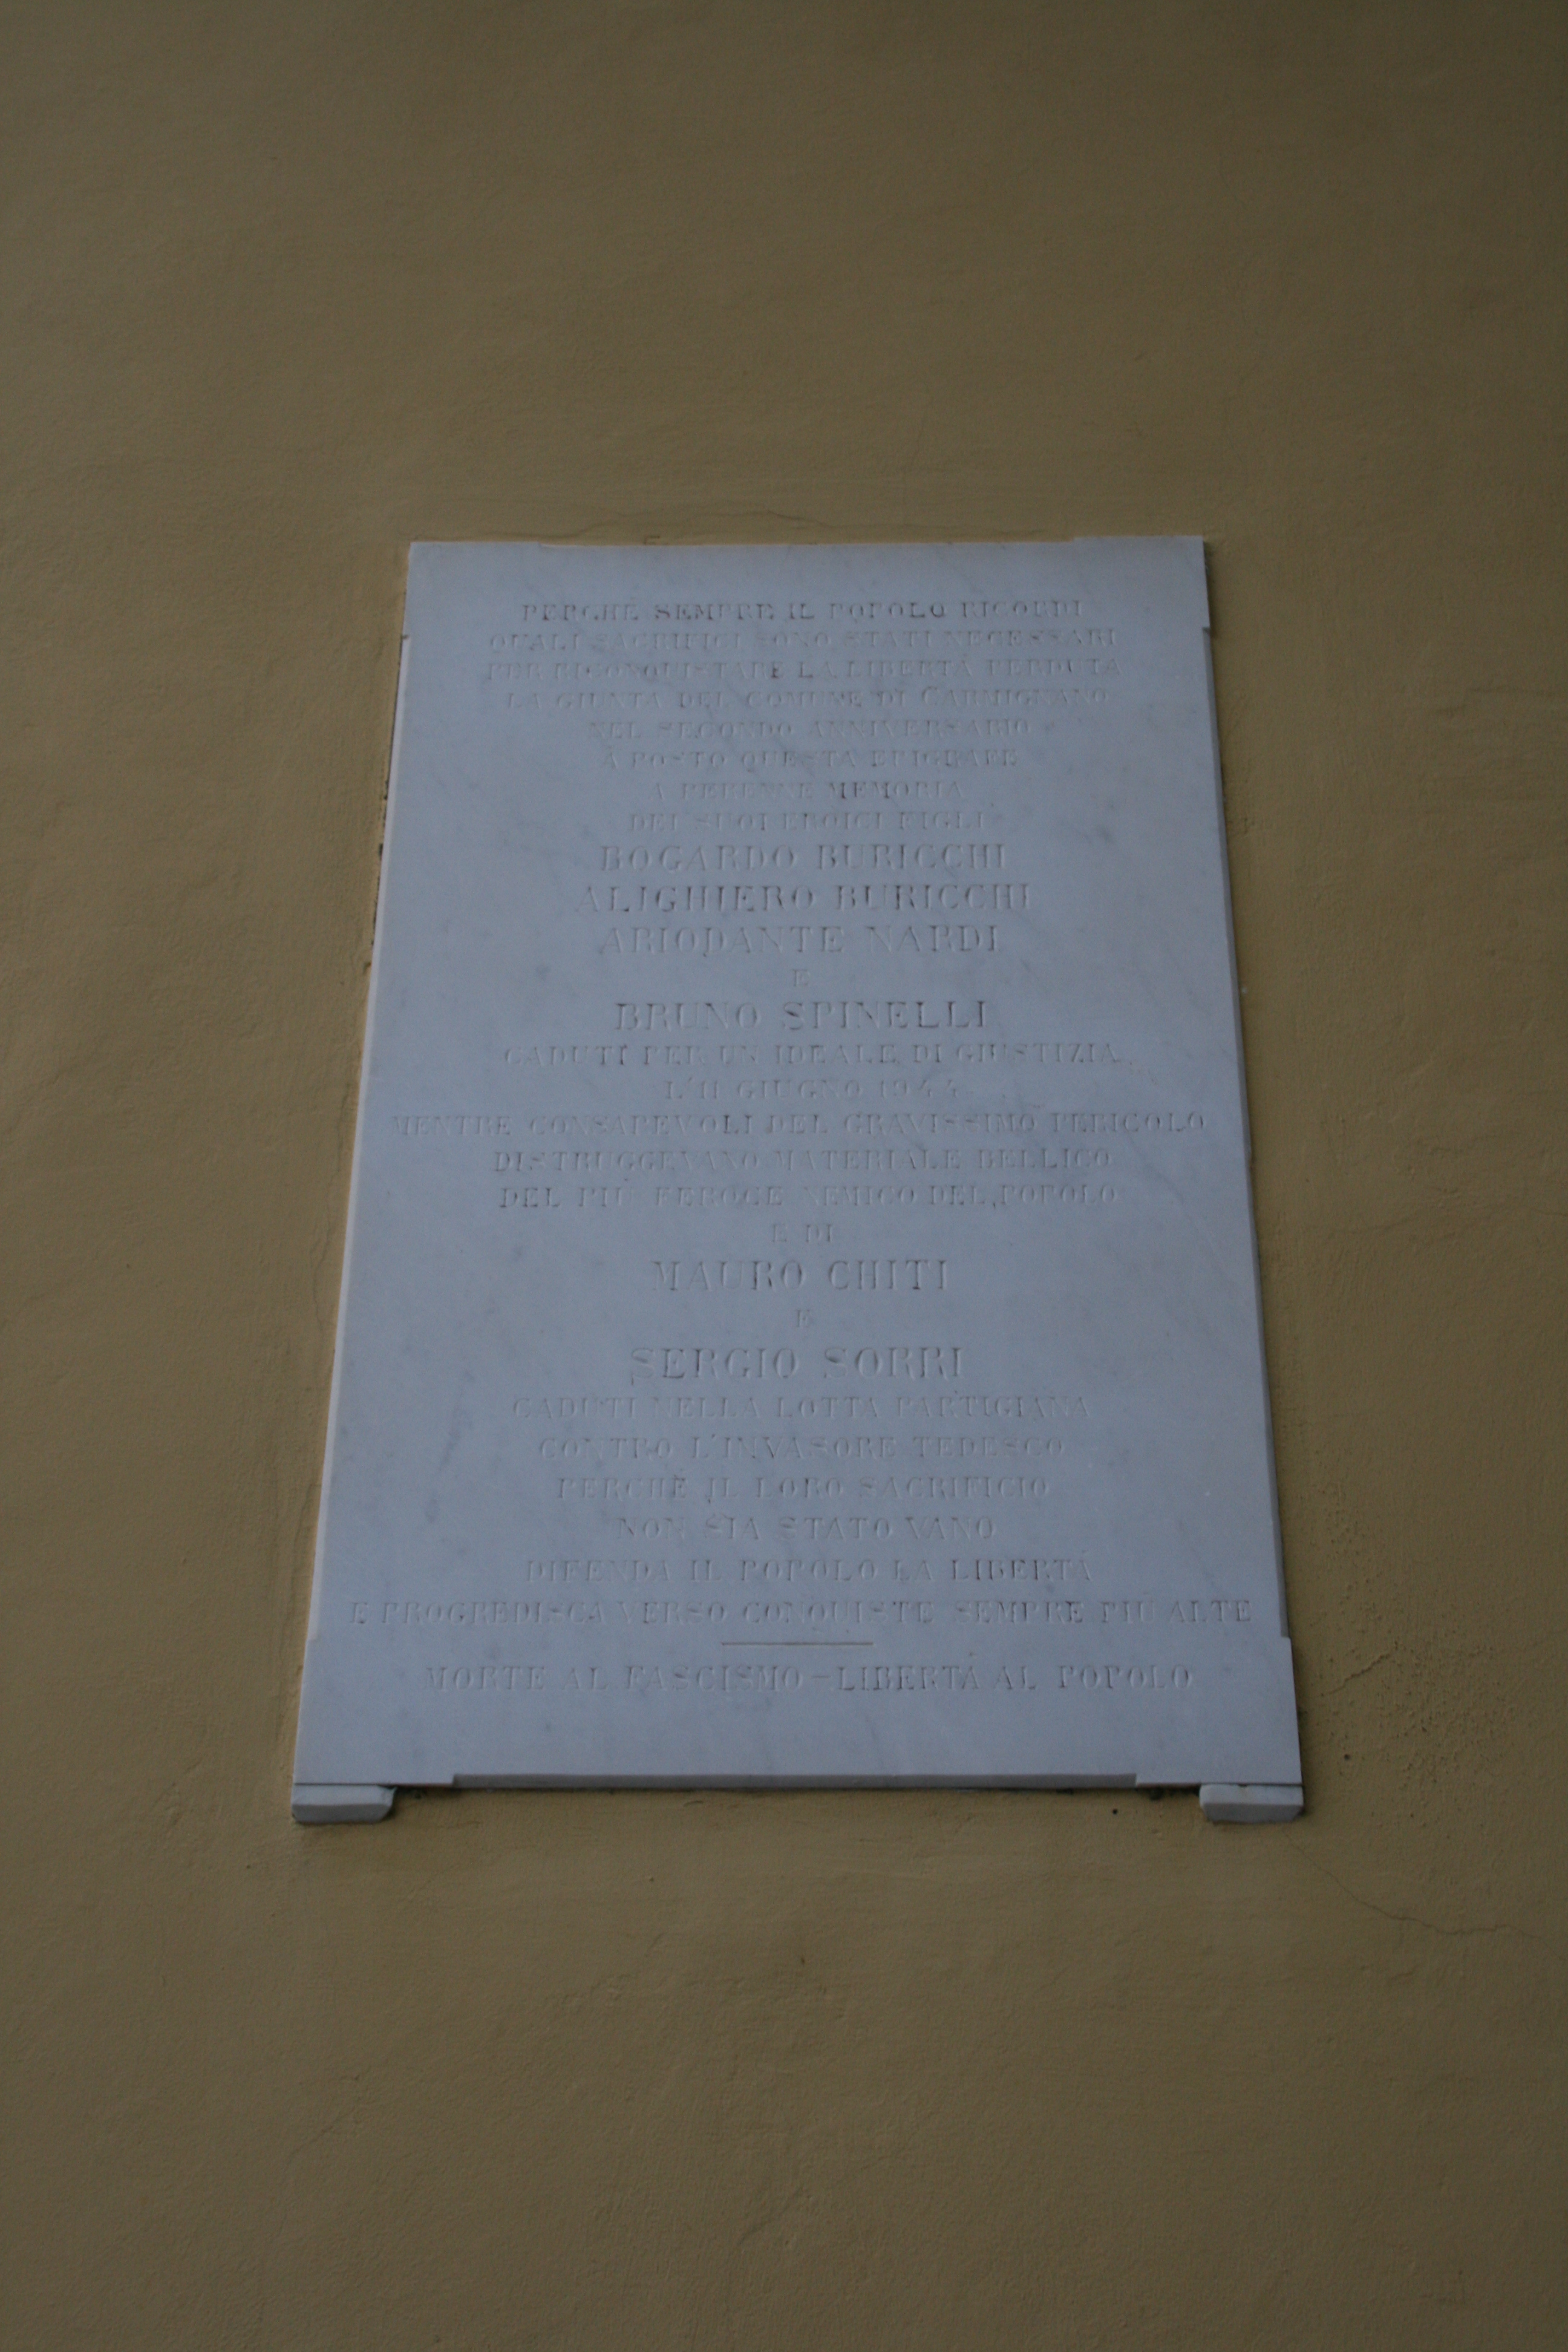 PERCHÈ SEMPRE IL POPOLO RICORDI
QUALI SACRIFICI SONO STATI NECESSARI
PER RICONQUISTARE LA LIBERTÀ PERDUTA
LA GIUNTA DEL COMUNE DI CARMIGNANO
NEL SECONDO ANNIVERSARIO
À POSTO QUESTA EPIGRAFE
A PERENNE MEMORIA
DEI SUOI EROICI FIGLI
BOGARDO BURICCHI
ALIGHIERO BURICCHI
ARIODANTE NARDI
E
BRUNO SPINELLI
CADUTI PER UN IDEALE DI GIUSTIZIA
L'11 GIUGNO 1944
MENTRE CONSAPEVOLI DEL GRAVISSIMO PERICOLO
DISTRUGGEVANO MATERIALE BELLICO
DEL PIÙ FEROCE NEMICO DEL POPOLO
E DI
MAURO CHITI
E
SERGIO SORRI
CADUTI NELLA LOTTA PARTIGIANA
CONTRO L'INVASORE TEDESCO
PERCHÈ IL LORO SACRIFICIO
NON SIA STATO VANO
DIFENDA IL POPOLO LA LIBERTÀ
E PROGREDISCA VERSO CONQUISTE SEMPRE PIÙ ALTE
MORTE AL FASCISMO – LIBERTÀ AL POPOLO